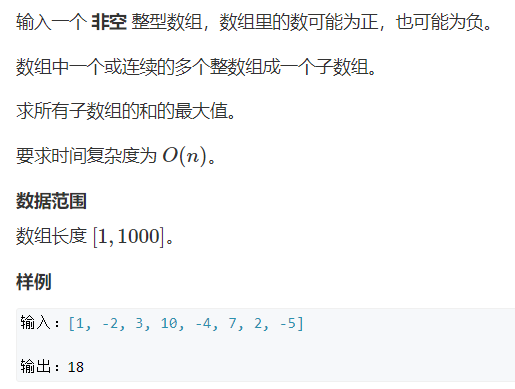 输入一个 非空 整型数组，数组里的数可能为正，也可能为负。
数组中一个或连续的多个整数组成一个子数组。
求所有子数组的和的最大值。
要求时间复杂度为 O(n)。
数据范围
数组长度 [1,1000]。
样例
输入：[1, -2, 3, 10, -4, 7, 2, -5]
输出：18